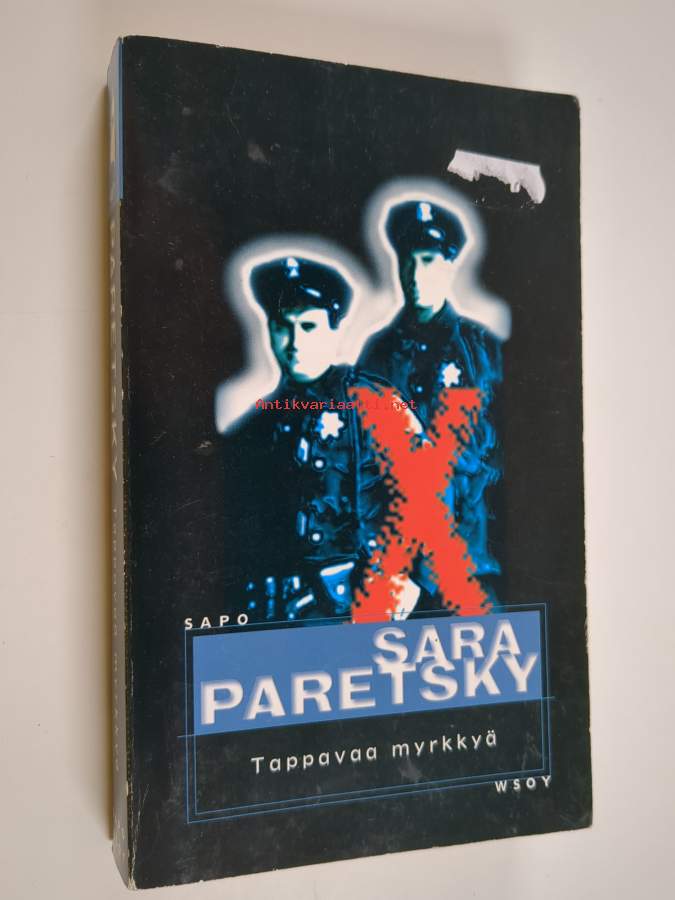 Antikvariaatti.net
X
SAPO
SARA
PARETSKY
Tappavaa myrkkyä
WSOY